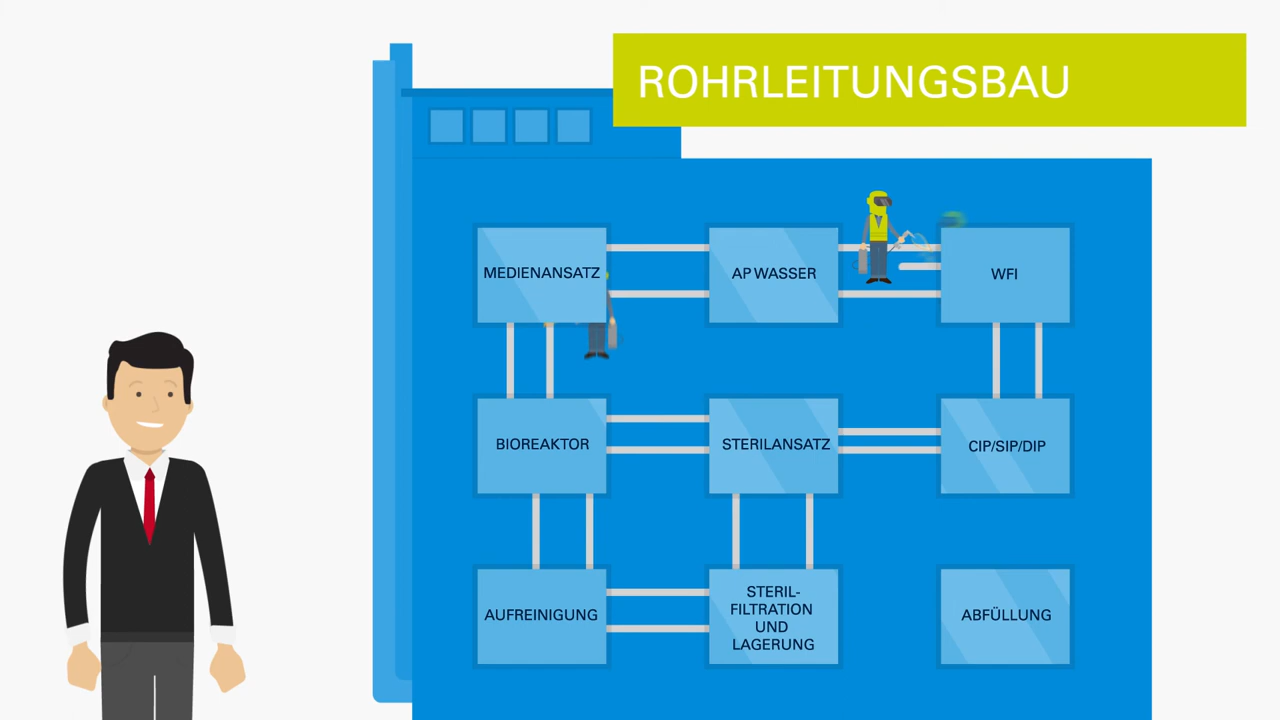 ROHRLEITUNGSBAU
MEDIENANSATZ
AP WASSER
WFI
BIOREAKTOR
STERILANSATZ
CIP/SIP/DIP
AUFREINIGUNG
STERIL-
FILTRATION
UND
LAGERUNG
ABFÜLLUNG